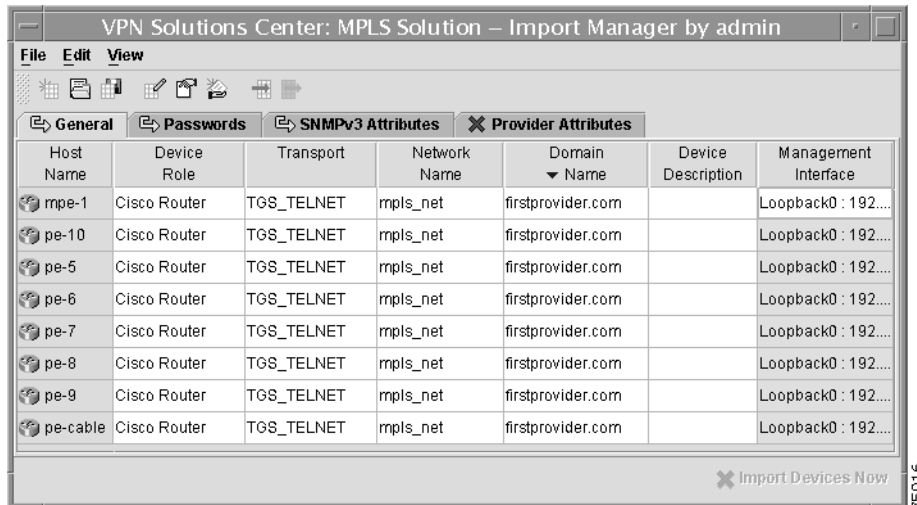 VPN Solutions Center: MPLS Solution – Import Manager by admin
File Edit View
General Passwords SNMPv3 Attributes Provider Attributes
Host Name Device Role Transport Network Name Domain Name Device Description Management Interface
mpe-1 Cisco Router TGS_TELNET mpls_net firstprovider.com Loopback0 : 192....
pe-10 Cisco Router TGS_TELNET mpls_net firstprovider.com Loopback0 : 192....
pe-5 Cisco Router TGS_TELNET mpls_net firstprovider.com Loopback0 : 192....
pe-6 Cisco Router TGS_TELNET mpls_net firstprovider.com Loopback0 : 192....
pe-7 Cisco Router TGS_TELNET mpls_net firstprovider.com Loopback0 : 192....
pe-8 Cisco Router TGS_TELNET mpls_net firstprovider.com Loopback0 : 192....
pe-9 Cisco Router TGS_TELNET mpls_net firstprovider.com Loopback0 : 192....
pe-cable Cisco Router TGS_TELNET mpls_net firstprovider.com Loopback0 : 192....
Import Devices Now